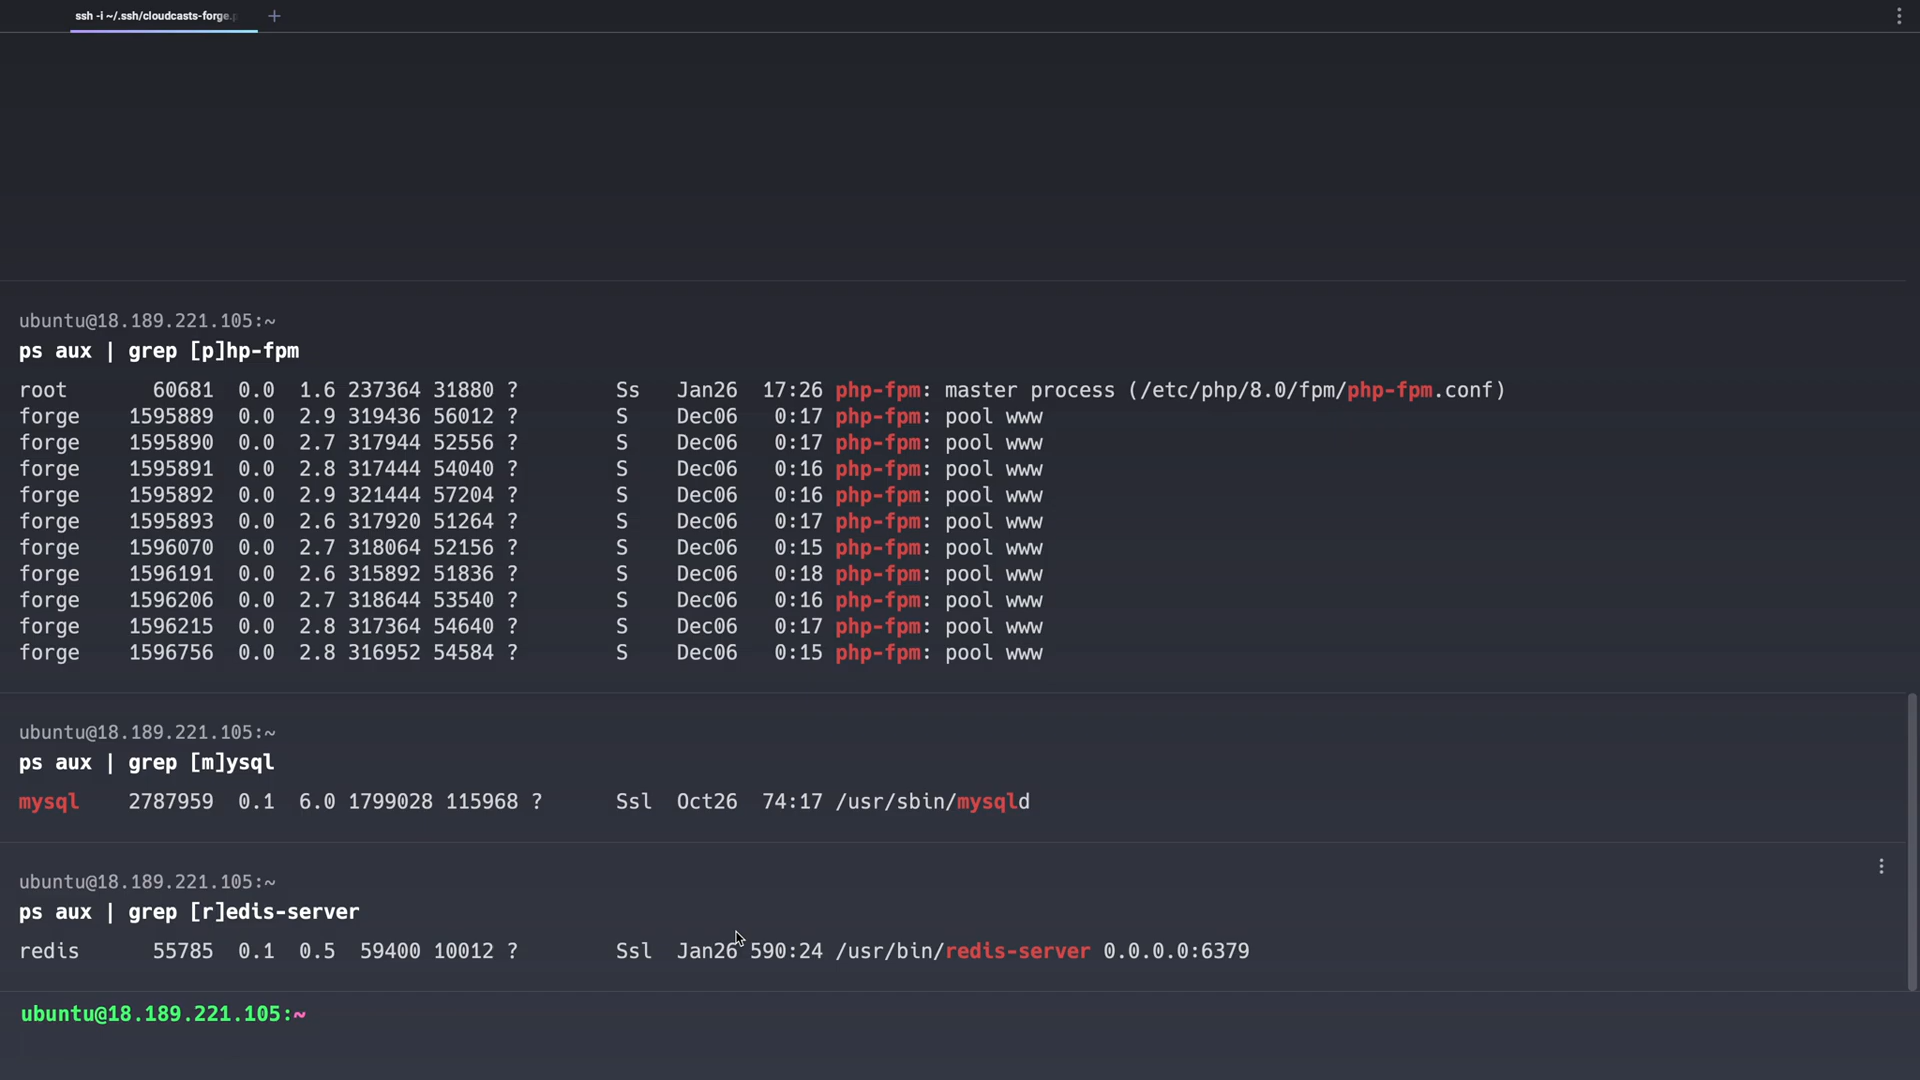 ssh -i ~/.ssh/cloudcasts-forge.
ubuntu@18.189.221.105:~
ps aux | grep [p]hp-fpm
root 60681 0.0 1.6 237364 31880 ? Ss Jan26 17:26 php-fpm: master process (/etc/php/8.0/fpm/php-fpm.conf)
forge 1595889 0.0 2.9 319436 56012 ? S Dec06 0:17 php-fpm: pool www
forge 1595890 0.0 2.7 317944 52556 ? S Dec06 0:17 php-fpm: pool www
forge 1595891 0.0 2.8 317444 54040 ? S Dec06 0:16 php-fpm: pool www
forge 1595892 0.0 2.9 321444 57204 ? S Dec06 0:16 php-fpm: pool www
forge 1595893 0.0 2.6 317920 51264 ? S Dec06 0:17 php-fpm: pool www
forge 1596070 0.0 2.7 318064 52156 ? S Dec06 0:15 php-fpm: pool www
forge 1596191 0.0 2.6 315892 51836 ? S Dec06 0:18 php-fpm: pool www
forge 1596206 0.0 2.7 318644 53540 ? S Dec06 0:16 php-fpm: pool www
forge 1596215 0.0 2.8 317364 54640 ? S Dec06 0:17 php-fpm: pool www
forge 1596756 0.0 2.8 316952 54584 ? S Dec06 0:15 php-fpm: pool www
ubuntu@18.189.221.105:~
ps aux | grep [m]ysql
mysql 2787959 0.1 6.0 1799028 115968 ? Ssl Oct26 74:17 /usr/sbin/mysqld
ubuntu@18.189.221.105:~
ps aux | grep [r]edis-server
redis 55785 0.1 0.5 59400 10012 ? Ssl Jan26 590:24 /usr/bin/redis-server 0.0.0.0:6379
ubuntu@18.189.221.105:~